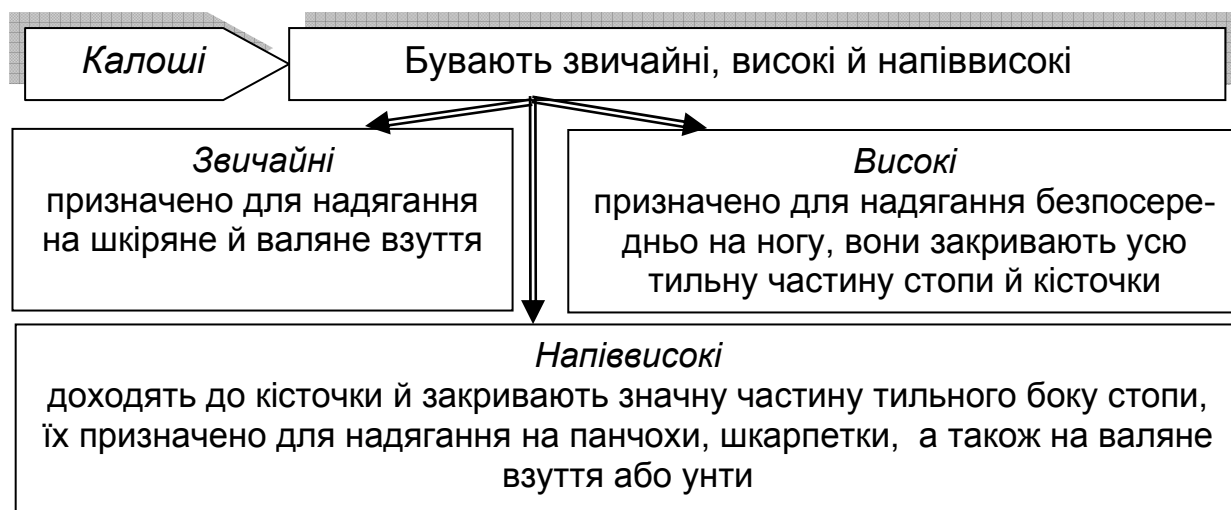 Калоші
Бувають звичайні, високі й напіввисокі
Звичайні
призначено для надягання
на шкіряне й валяне взуття
Високі
призначено для надягання безпосере-
дньо на ногу, вони закривають усю
тильну частину стопи й кісточки
Напіввисокі
доходять до кісточки й закривають значну частину тильного боку стопи,
їх призначено для надягання на панчохи, шкарпетки, а також на валяне
взуття або унти